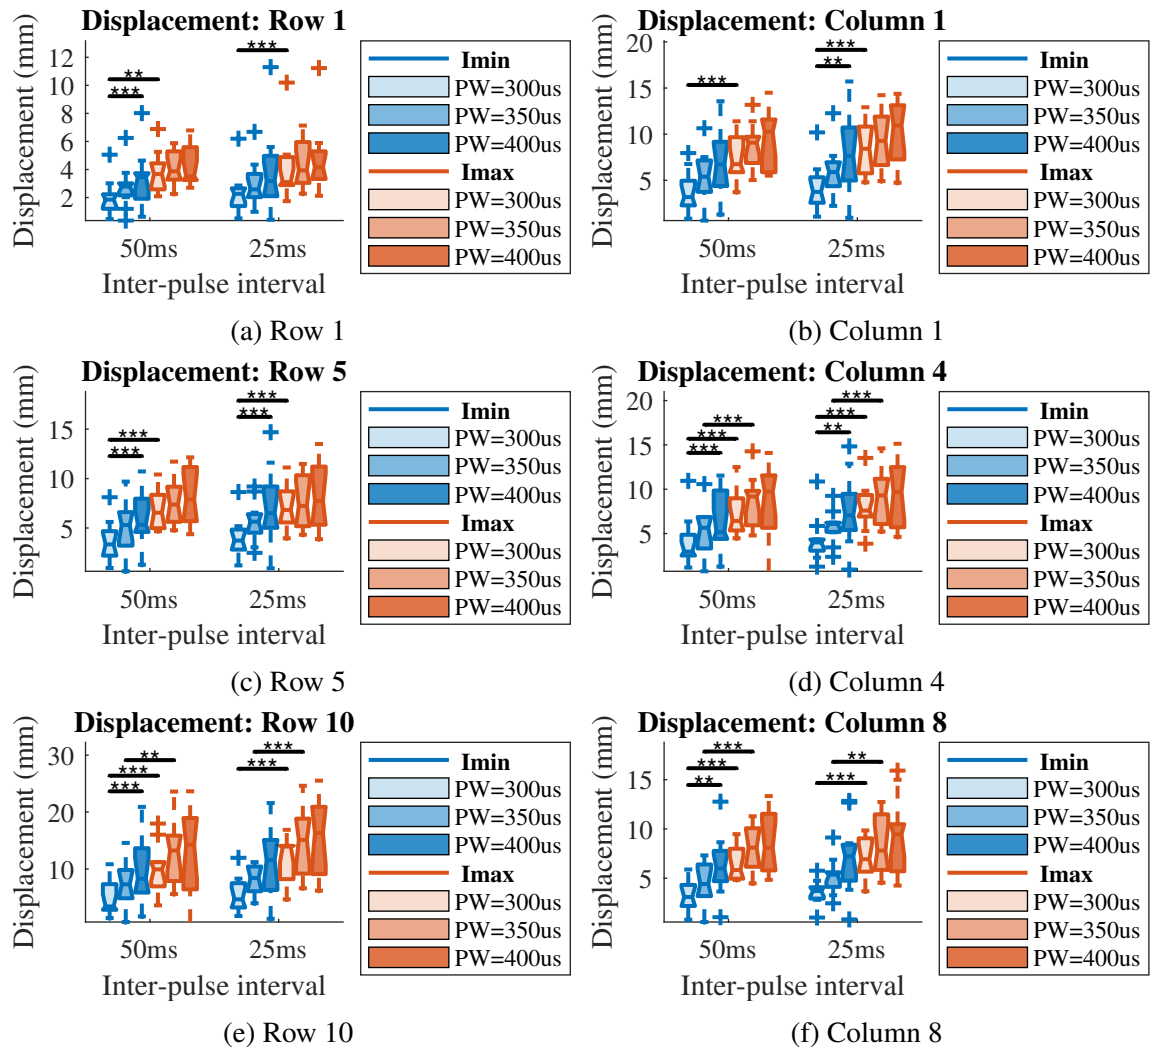 Displacement: Row 1
Displacement (mm)
12
10
8
6
4
2
**
***
***
50ms
25ms
Inter-pulse interval
Imin
PW=300us
PW=350us
PW=400us
Imax
PW=300us
PW=350us
PW=400us
(a) Row 1
Displacement: Column 1
Displacement (mm)
20
15
10
5
***
***
**
50ms
25ms
Inter-pulse interval
Imin
PW=300us
PW=350us
PW=400us
Imax
PW=300us
PW=350us
PW=400us
(b) Column 1
Displacement: Row 5
Displacement (mm)
15
10
5
***
***
***
***
50ms
25ms
Inter-pulse interval
Imin
PW=300us
PW=350us
PW=400us
Imax
PW=300us
PW=350us
PW=400us
(c) Row 5
Displacement: Column 4
Displacement (mm)
20
15
10
5
***
***
***
***
***
**
50ms
25ms
Inter-pulse interval
Imin
PW=300us
PW=350us
PW=400us
Imax
PW=300us
PW=350us
PW=400us
(d) Column 4
Displacement: Row 10
Displacement (mm)
30
20
10
**
***
***
***
***
50ms
25ms
Inter-pulse interval
Imin
PW=300us
PW=350us
PW=400us
Imax
PW=300us
PW=350us
PW=400us
(e) Row 10
Displacement: Column 8
Displacement (mm)
15
10
5
***
***
**
**
***
50ms
25ms
Inter-pulse interval
Imin
PW=300us
PW=350us
PW=400us
Imax
PW=300us
PW=350us
PW=400us
(f) Column 8